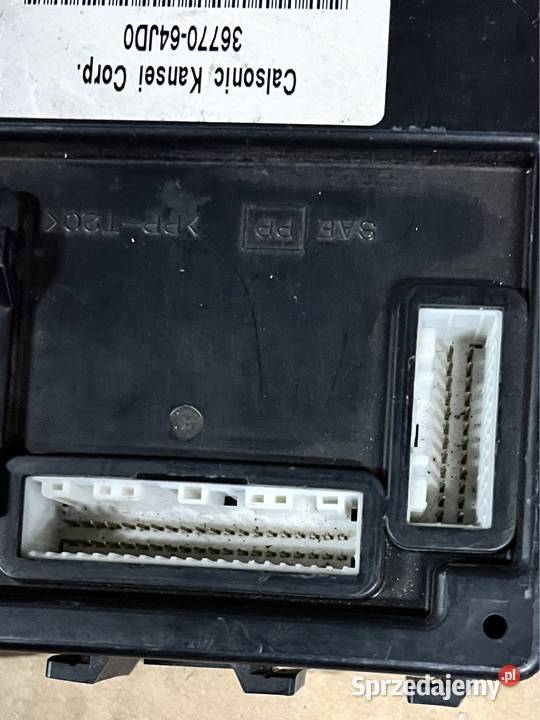 Calsonic Kansei Corp.
36770-64JD0
SAE PP >PP-T20<
Sprzedajemy.pl